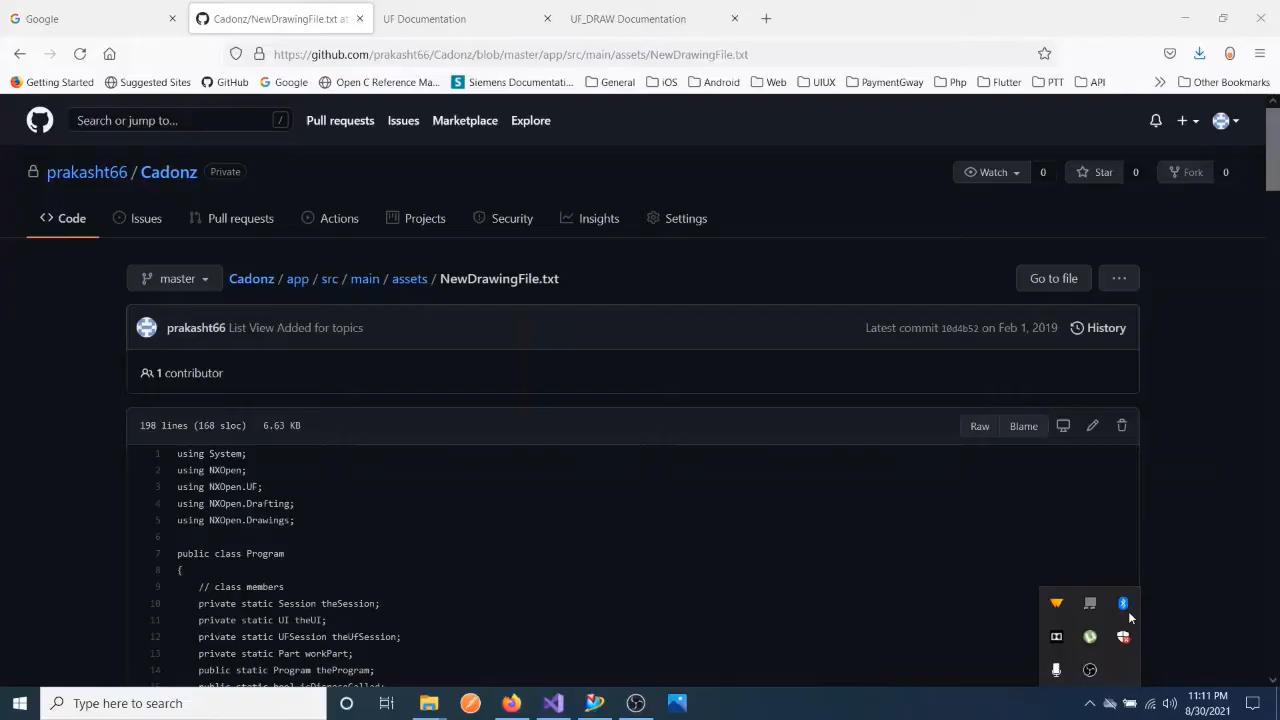 Google
Cadonz/NewDrawingFile.txt at
UF Documentation
UF_DRAW Documentation
https://github.com/prakasht66/Cadonz/blob/master/app/src/main/assets/NewDrawingFile.txt
Getting Started
Suggested Sites
GitHub
Google
Open C Reference Ma...
Siemens Documentati...
General
iOS
Android
Web
UIUX
PaymentGway
Php
Flutter
PTT
API
Other Bookmarks
Search or jump to... /
Pull requests
Issues
Marketplace
Explore
prakasht66 / Cadonz Private
Watch 0
Star 0
Fork 0
Code
Issues
Pull requests
Actions
Projects
Security
Insights
Settings
master
Cadonz / app / src / main / assets / NewDrawingFile.txt
Go to file
prakasht66 List View Added for topics
Latest commit 10d4b52 on Feb 1, 2019
History
1 contributor
198 lines (168 sloc) 6.63 KB
Raw
Blame
1 using System;
2 using NXOpen;
3 using NXOpen.UF;
4 using NXOpen.Drafting;
5 using NXOpen.Drawings;
6
7 public class Program
8 {
9 // class members
10 private static Session theSession;
11 private static UI theUI;
12 private static UFSession theUfSession;
13 private static Part workPart;
14 public static Program theProgram;
15 public static bool isDisposeCalled;
Type here to search
11:11 PM
8/30/2021